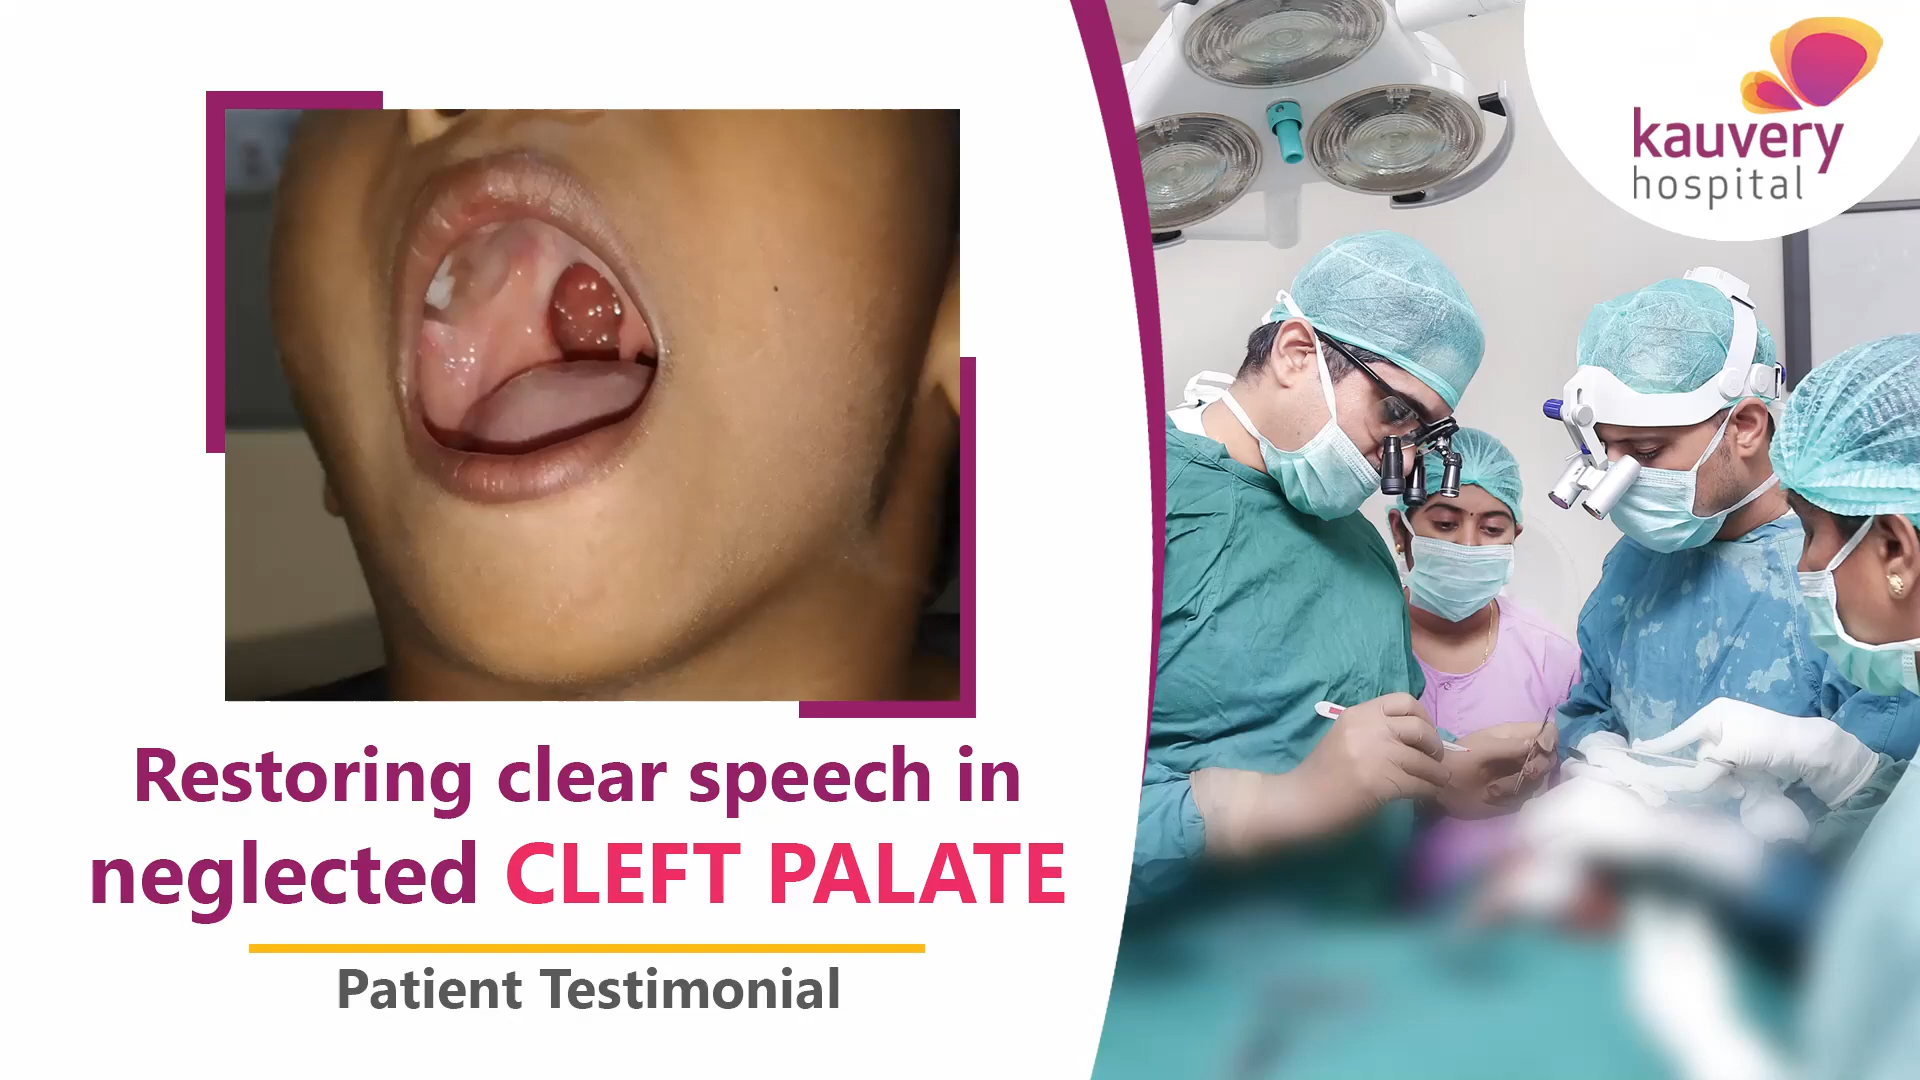 kauvery
hospital
Restoring clear speech in
neglected CLEFT PALATE
Patient Testimonial